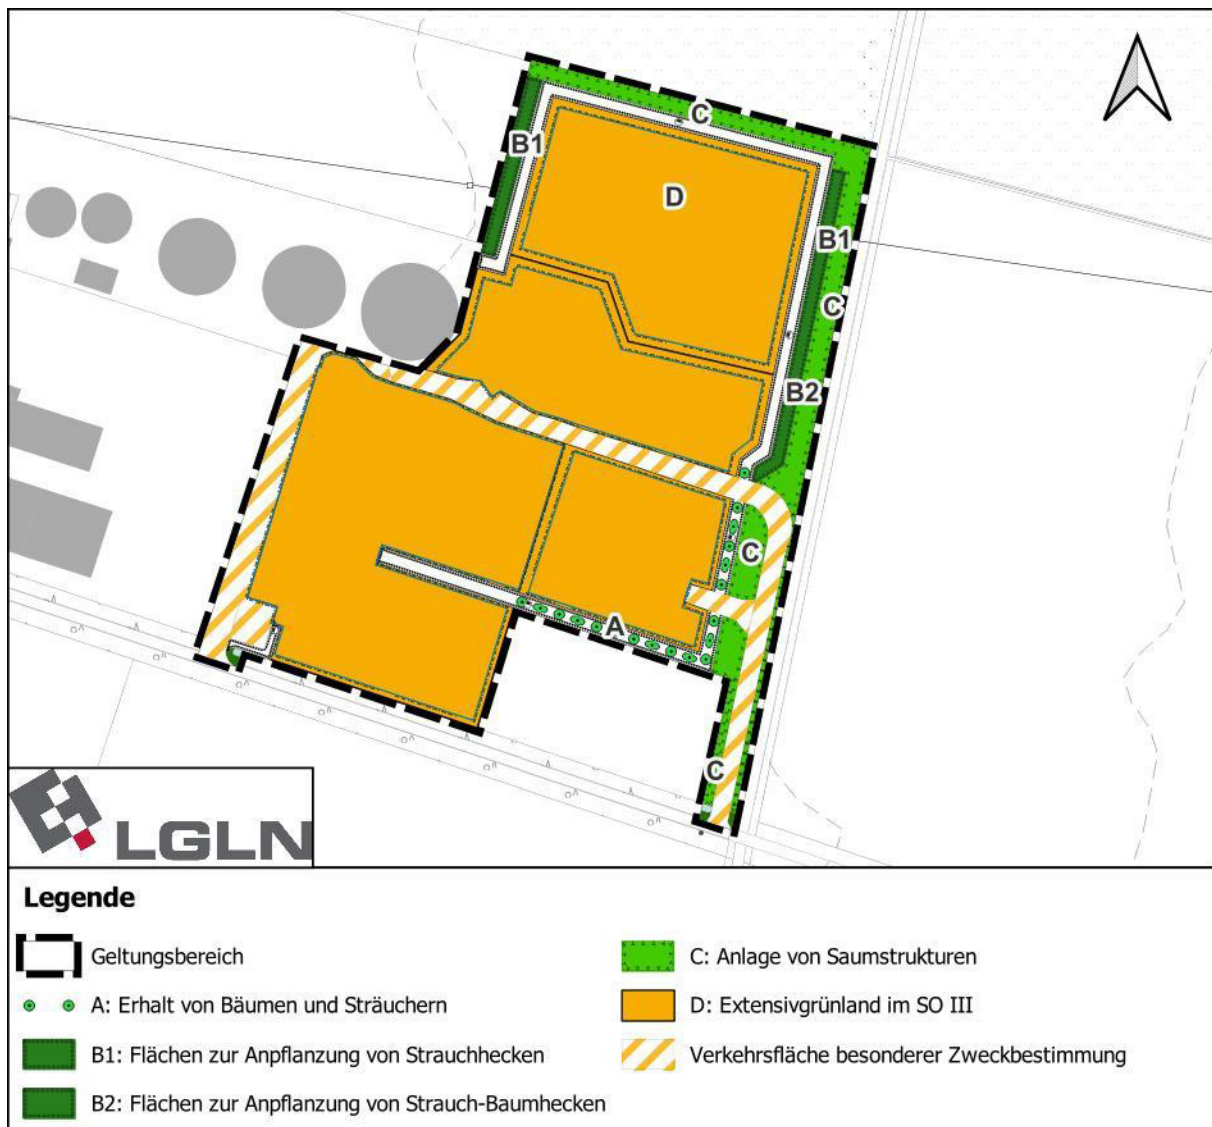 C
B1
D
B1
C
B2
C
A
C
LGLN
Legende
Geltungsbereich
A: Erhalt von Bäumen und Sträuchern
B1: Flächen zur Anpflanzung von Strauchhecken
B2: Flächen zur Anpflanzung von Strauch-Baumhecken
C: Anlage von Saumstrukturen
D: Extensivgrünland im SO III
Verkehrsfläche besonderer Zweckbestimmung